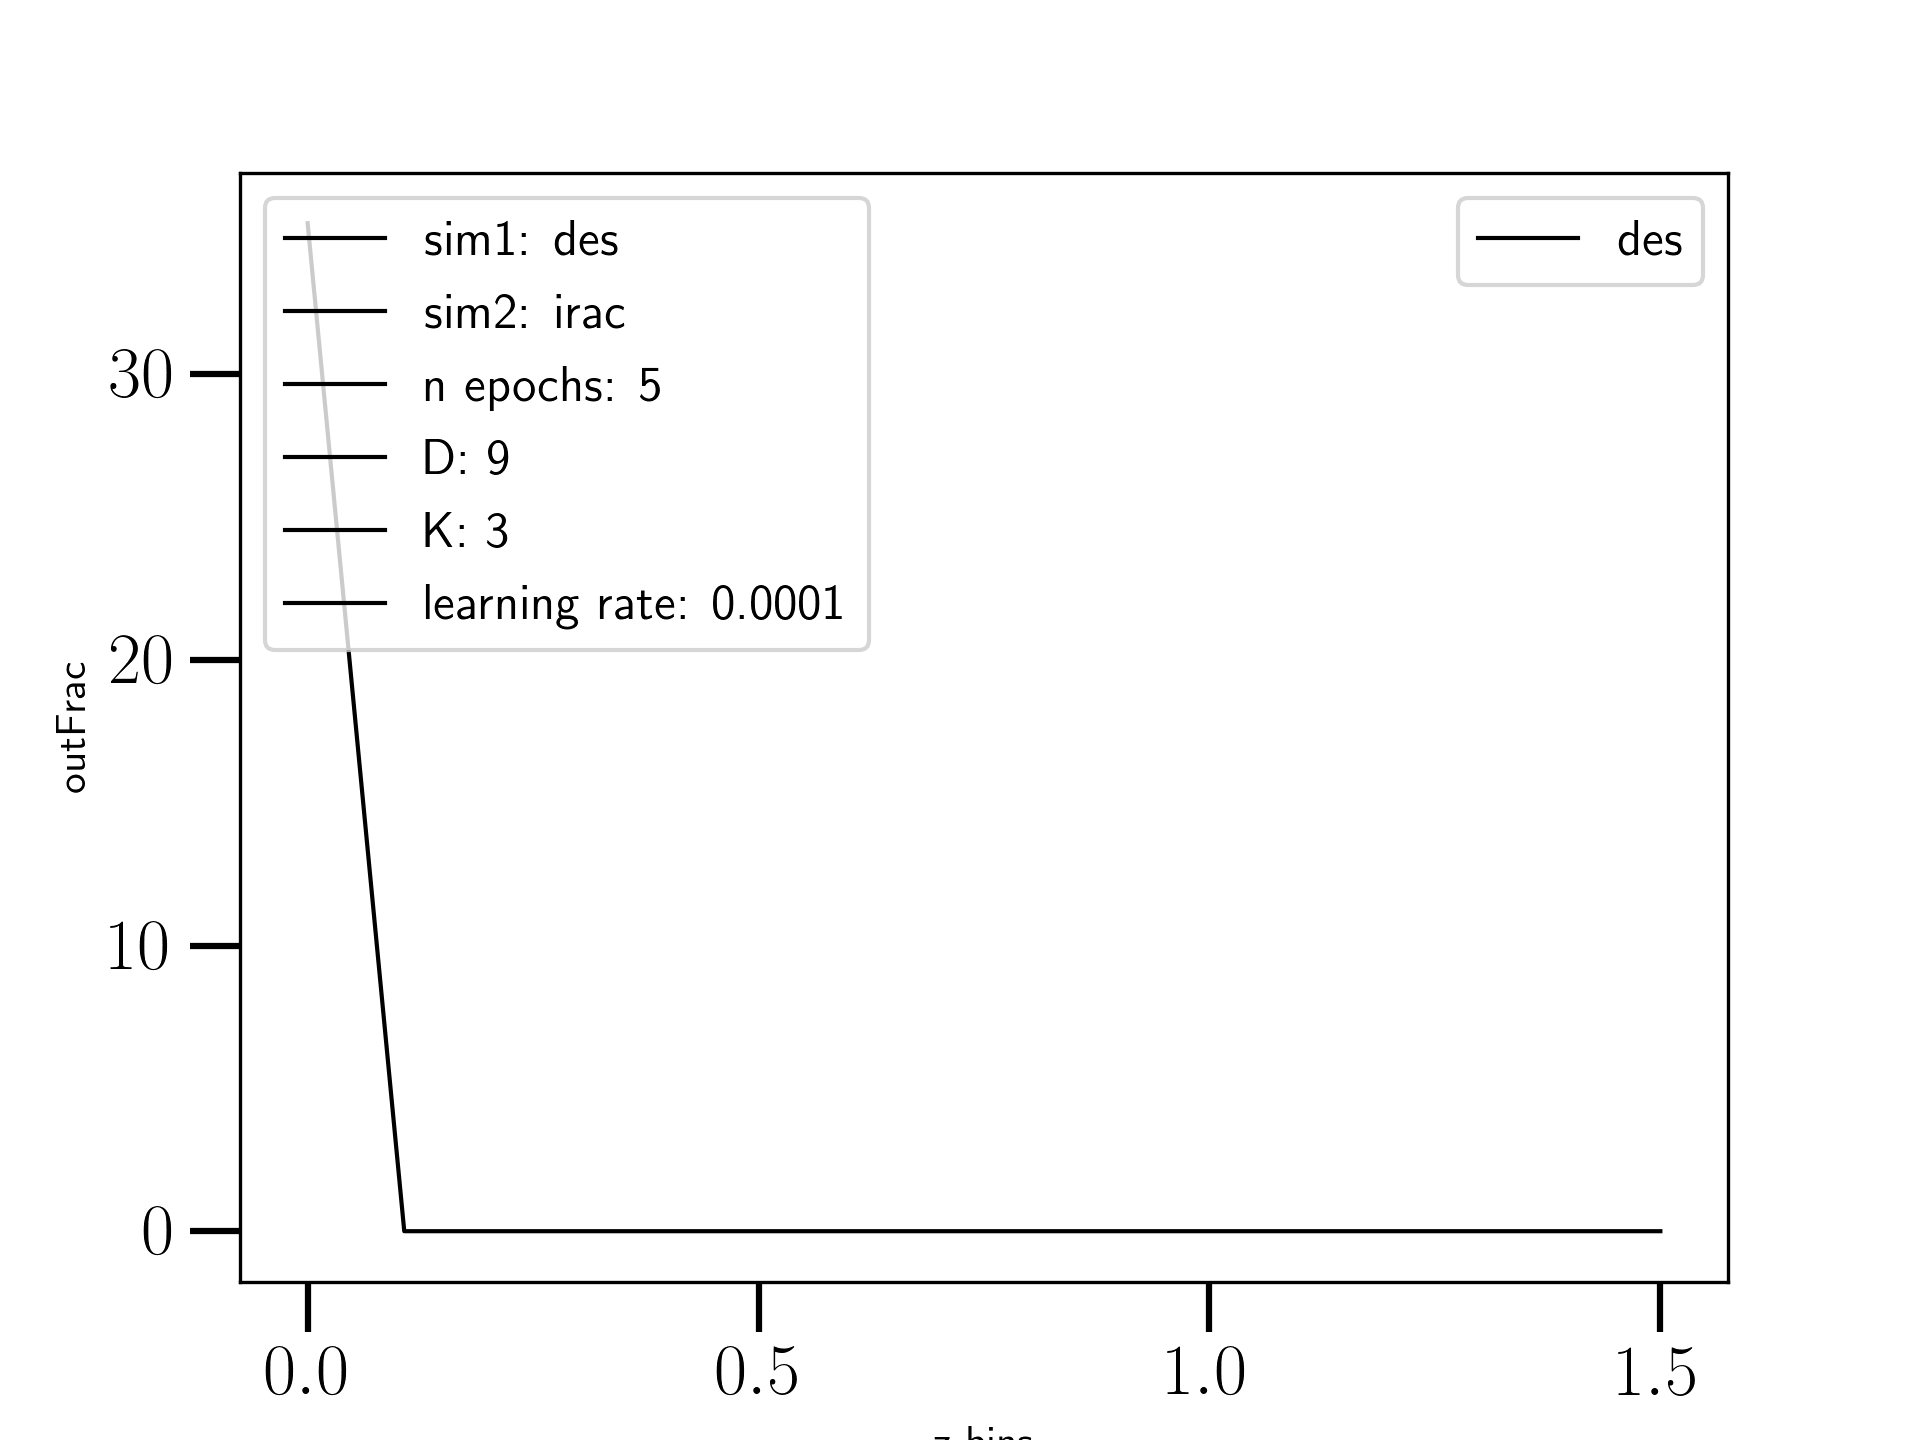 sim1: des
sim2: irac
n epochs: 5
D: 9
K: 3
learning rate: 0.0001
des
30
20
10
0
outFrac
0.0 0.5 1.0 1.5
z bins